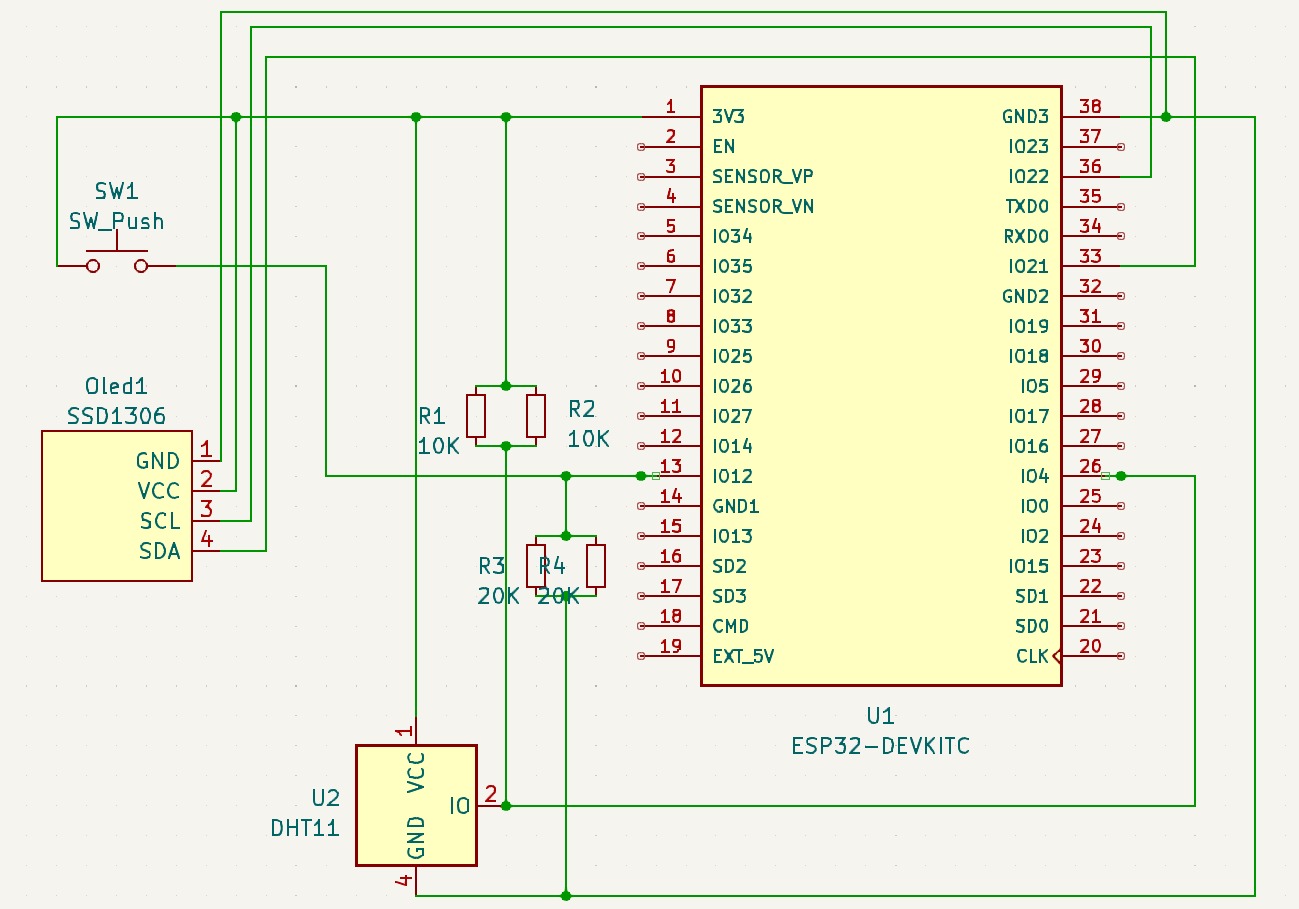 SW1
SW_Push
Oled1
SSD1306
GND 1
VCC 2
SCL 3
SDA 4
R1
10K
R2
10K
R3
20K
R4
20K
U2
DHT11
1
VCC
IO 2
GND
4
1 3V3
2 EN
3 SENSOR_VP
4 SENSOR_VN
5 IO34
6 IO35
7 IO32
8 IO33
9 IO25
10 IO26
11 IO27
12 IO14
13 IO12
14 GND1
15 IO13
16 SD2
17 SD3
18 CMD
19 EXT_5V
GND3 38
IO23 37
IO22 36
TXD0 35
RXD0 34
IO21 33
GND2 32
IO19 31
IO18 30
IO5 29
IO17 28
IO16 27
IO4 26
IO0 25
IO2 24
IO15 23
SD1 22
SD0 21
CLK 20
U1
ESP32-DEVKITC